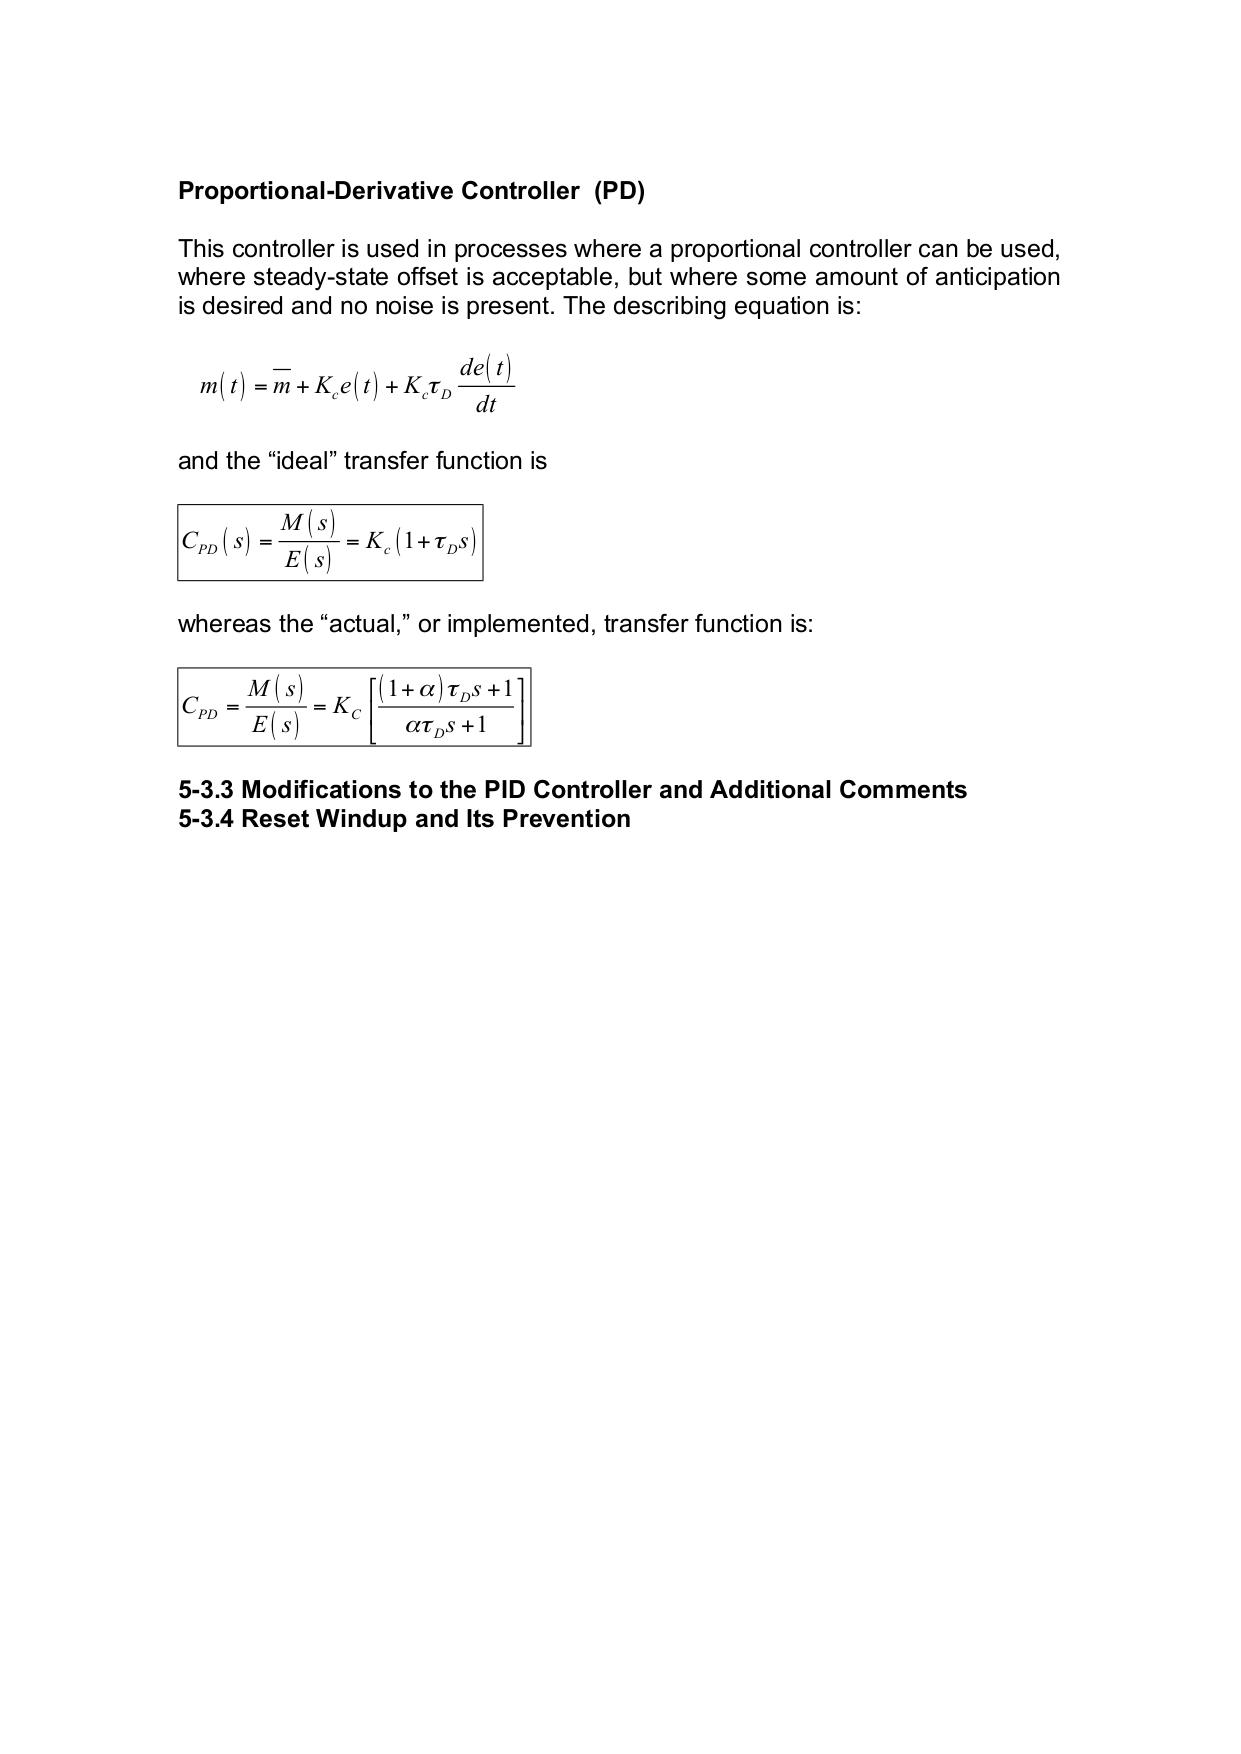 Proportional-Derivative Controller  (PD)
This controller is used in processes where a proportional controller can be used,
where steady-state offset is acceptable, but where some amount of anticipation
is desired and no noise is present. The describing equation is:
$m(t) = \overline{m} + K_c e(t) + K_c \tau_D \frac{de(t)}{dt}$
and the “ideal” transfer function is
$C_{PD}(s) = \frac{M(s)}{E(s)} = K_c (1 + \tau_D s)$
whereas the “actual,” or implemented, transfer function is:
$C_{PD} = \frac{M(s)}{E(s)} = K_C \left[ \frac{(1+\alpha)\tau_D s + 1}{\alpha \tau_D s + 1} \right]$
5-3.3 Modifications to the PID Controller and Additional Comments
5-3.4 Reset Windup and Its Prevention